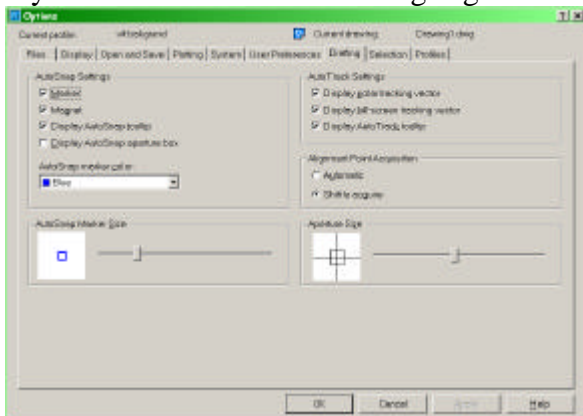 Options
Current profile: Current drawing: Drawing1.dwg
Files Display Open and Save Plotting System User Preferences Drafting Selection Profiles
AutoSnap Settings
Marker
Magnet
Display AutoSnap tooltip
Display AutoSnap aperture box
AutoSnap marker color:
Blue
AutoTrack Settings
Display polar tracking vector
Display full-screen tracking vector
Display AutoTrack tooltip
Alignment Point Acquisition
Automatic
Shift to acquire
AutoSnap Marker Size
Aperture Size
OK Cancel Apply Help